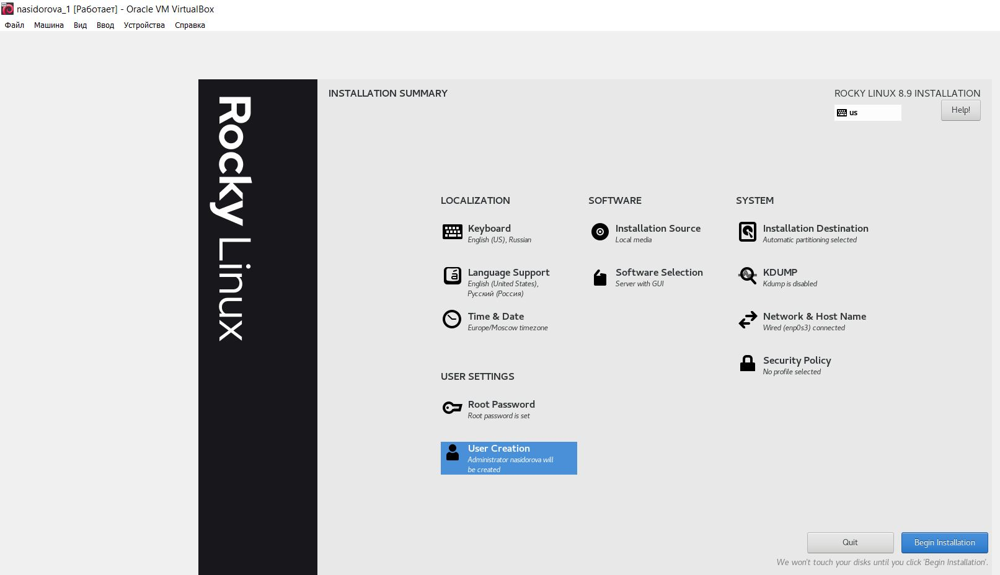 nasidorova_1 [Работает] - Oracle VM VirtualBox
Файл Машина Вид Ввод Устройства Справка
Rocky Linux
INSTALLATION SUMMARY
ROCKY LINUX 8.9 INSTALLATION
us
Help!
LOCALIZATION
Keyboard
English (US), Russian
Language Support
English (United States),
Русский (Россия)
Time & Date
Europe/Moscow timezone
SOFTWARE
Installation Source
Local media
Software Selection
Server with GUI
SYSTEM
Installation Destination
Automatic partitioning selected
KDUMP
Kdump is disabled
Network & Host Name
Wired (enp0s3) connected
Security Policy
No profile selected
USER SETTINGS
Root Password
Root password is set
User Creation
Administrator nasidorova will
be created
Quit
Begin Installation
We won't touch your disks until you click 'Begin Installation'.